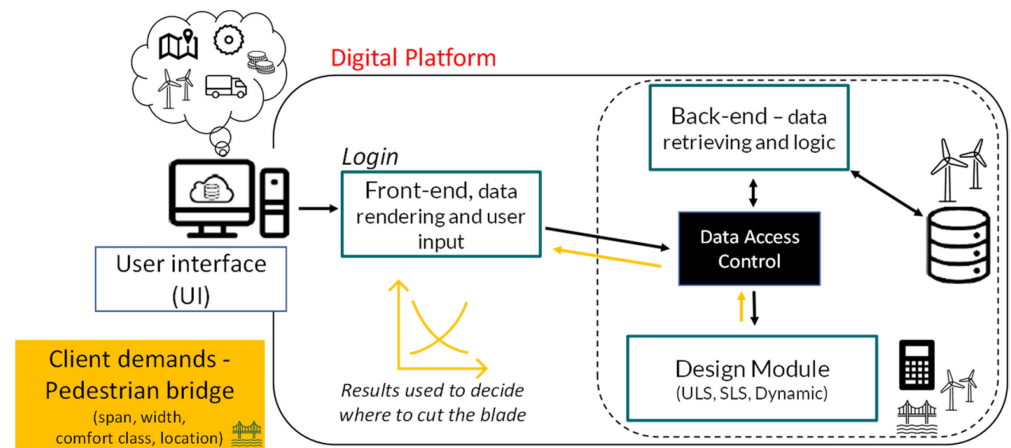 Digital Platform
Back-end – data
retrieving and logic
Login
Front-end, data
rendering and user
input
Data Access
Control
User interface
(UI)
Client demands -
Pedestrian bridge
(span, width,
comfort class, location)
Results used to decide
where to cut the blade
Design Module
(ULS, SLS, Dynamic)